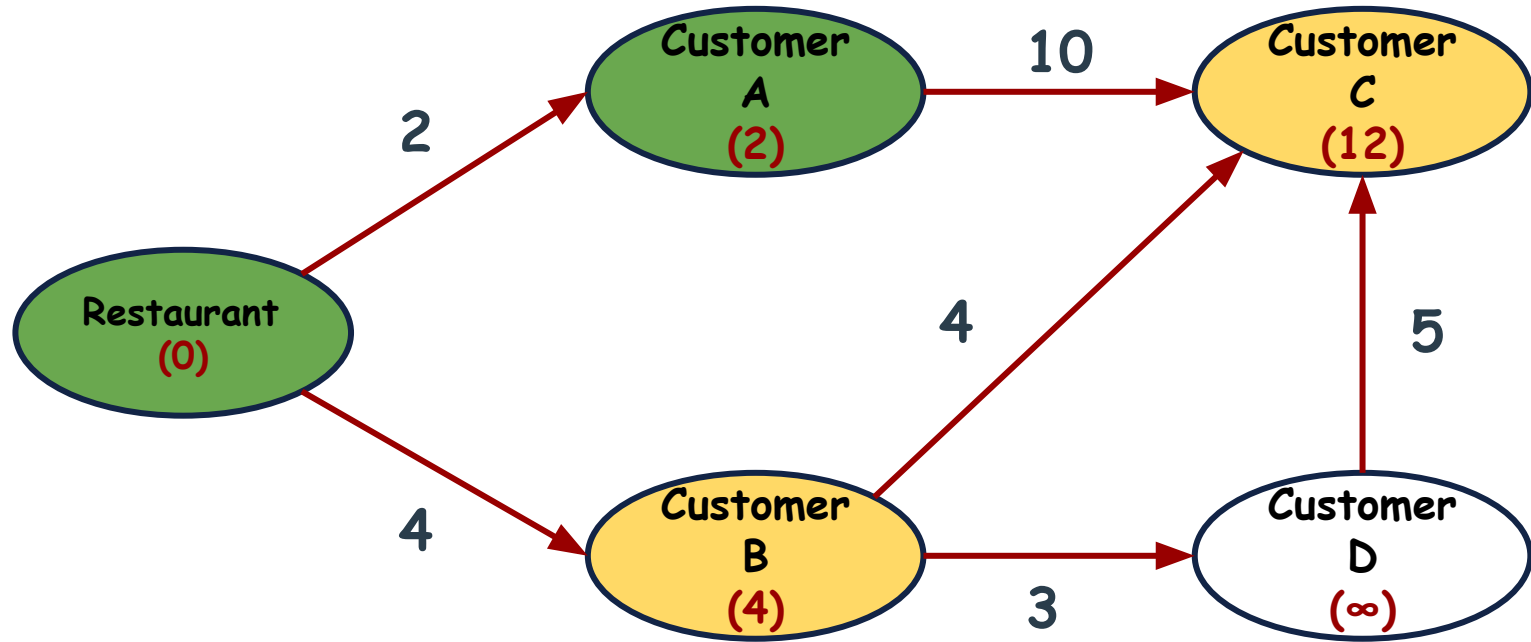 Customer
A
(2)
10
Customer
C
(12)
2
Restaurant
(0)
4
5
4
Customer
B
(4)
3
Customer
D
(∞)